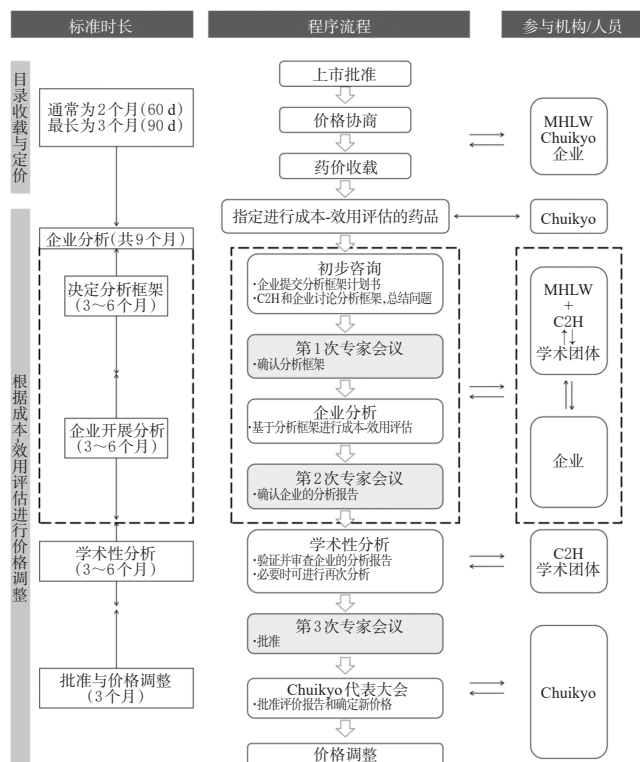 标准时长
程序流程
参与机构/人员
目录收载与定价
通常为2个月(60 d)
最长为3个月(90 d)
上市批准
价格协商
药价收载
MHLW
Chuikyo
企业
根据成本-效用评估进行价格调整
指定进行成本-效用评估的药品
Chuikyo
企业分析(共9个月)
决定分析框架
(3～6个月)
初步咨询
·企业提交分析框架计划书
·C2H和企业讨论分析框架,总结问题
第1次专家会议
·确认分析框架
MHLW
+
C2H
↑↓
学术团体
企业开展分析
(3～6个月)
企业分析
·基于分析框架进行成本-效用评估
第2次专家会议
·确认企业的分析报告
企业
学术性分析
(3～6个月)
学术性分析
·验证并审查企业的分析报告
·必要时可进行再次分析
C2H
学术团体
第3次专家会议
·批准
批准与价格调整
(3个月)
Chuikyo代表大会
·批准评价报告和确定新价格
Chuikyo
价格调整